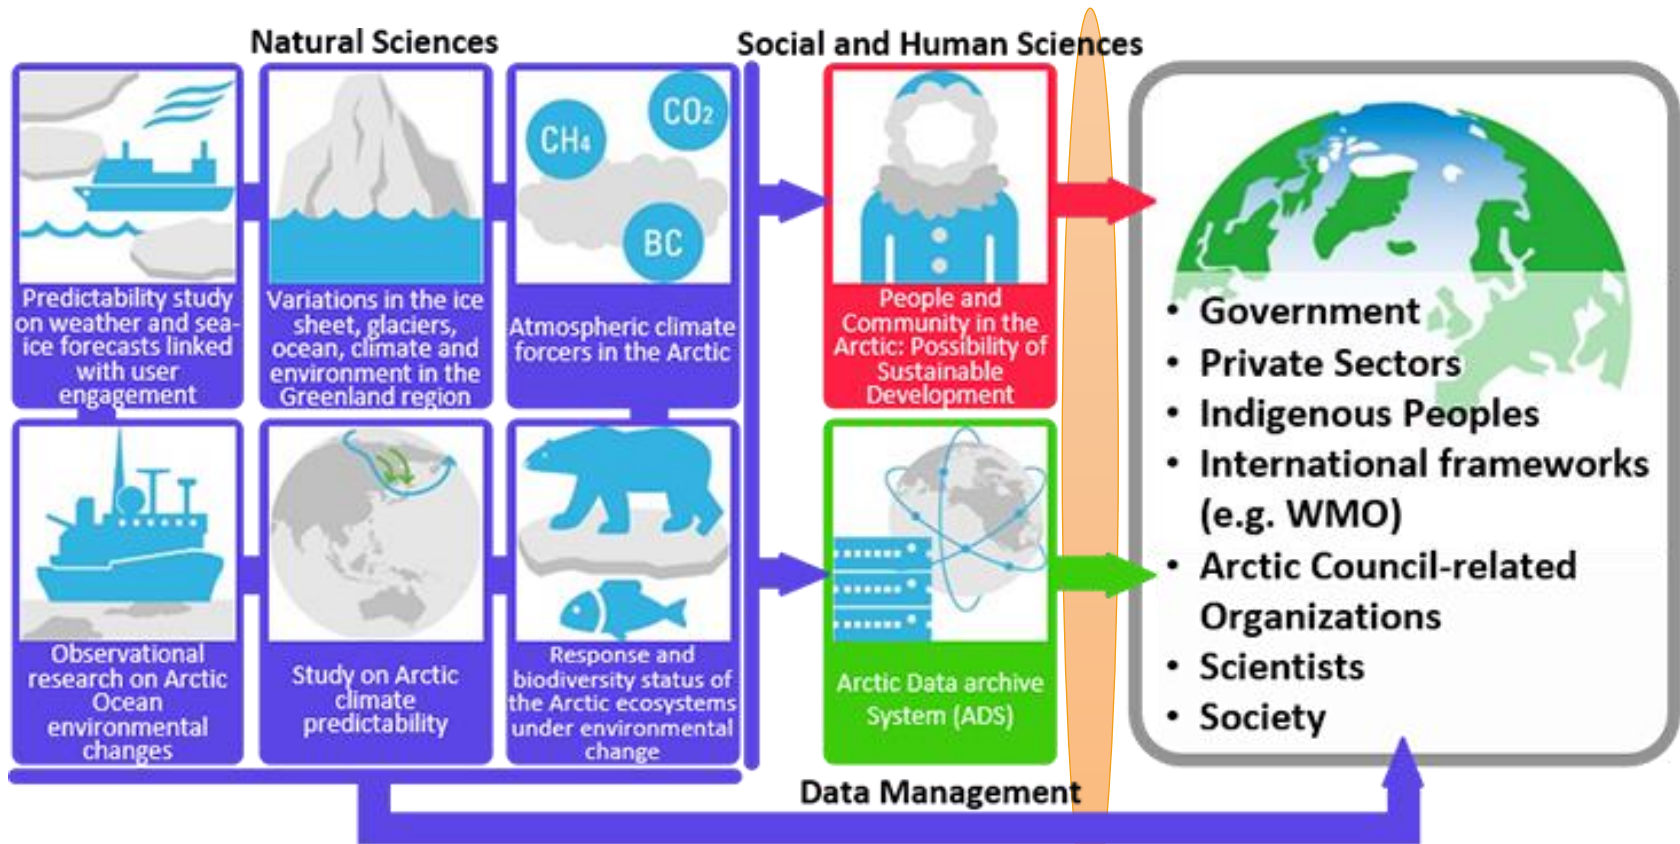 Natural Sciences
Social and Human Sciences
CH4
CO2
BC
Predictability study
on weather and sea-
ice forecasts linked
with user
engagement
Variations in the ice
sheet, glaciers,
ocean, climate and
environment in the
Greenland region
Atmospheric climate
forcers in the Arctic
People and
Community in the
Arctic: Possibility of
Sustainable
Development
Observational
research on Arctic
Ocean
environmental
changes
Study on Arctic
climate
predictability
Response and
biodiversity status of
the Arctic ecosystems
under environmental
change
Arctic Data archive
System (ADS)
Data Management
• Government
• Private Sectors
• Indigenous Peoples
• International frameworks
(e.g. WMO)
• Arctic Council-related
Organizations
• Scientists
• Society